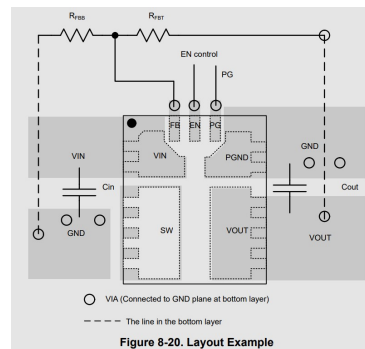 RFBB RFBT
EN control
PG
FB EN PG
GND
VIN VIN PGND
Cin Cout
GND SW VOUT VOUT
VIA (Connected to GND plane at bottom layer)
The line in the bottom layer
Figure 8-20. Layout Example